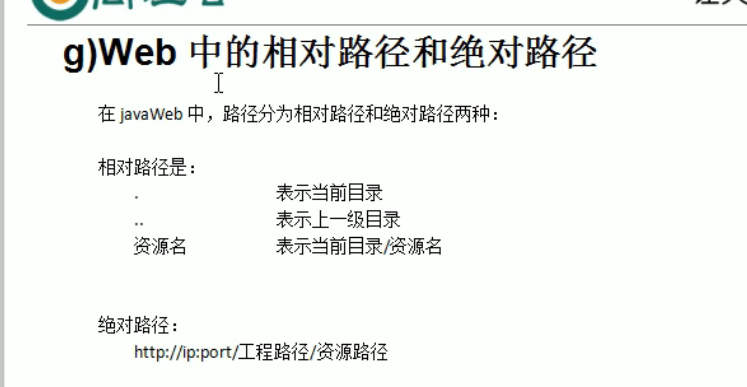 g)Web 中的相对路径和绝对路径
在 javaWeb 中，路径分为相对路径和绝对路径两种：
相对路径是：
. 表示当前目录
.. 表示上一级目录
资源名 表示当前目录/资源名
绝对路径：
http://ip:port/工程路径/资源路径